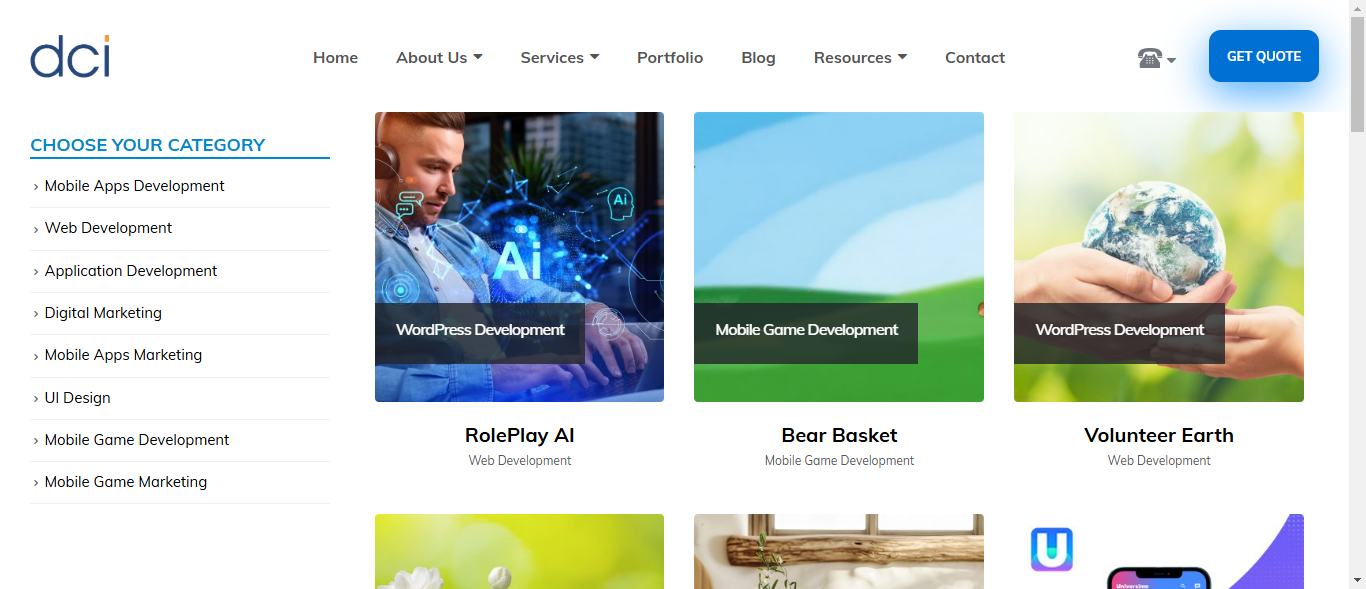 dci
Home
About Us
Services
Portfolio
Blog
Resources
Contact
GET QUOTE
CHOOSE YOUR CATEGORY
Mobile Apps Development
Web Development
Application Development
Digital Marketing
Mobile Apps Marketing
UI Design
Mobile Game Development
Mobile Game Marketing
Ai
Ai
WordPress Development
RolePlay AI
Web Development
Mobile Game Development
Bear Basket
Mobile Game Development
WordPress Development
Volunteer Earth
Web Development
U
Universiew